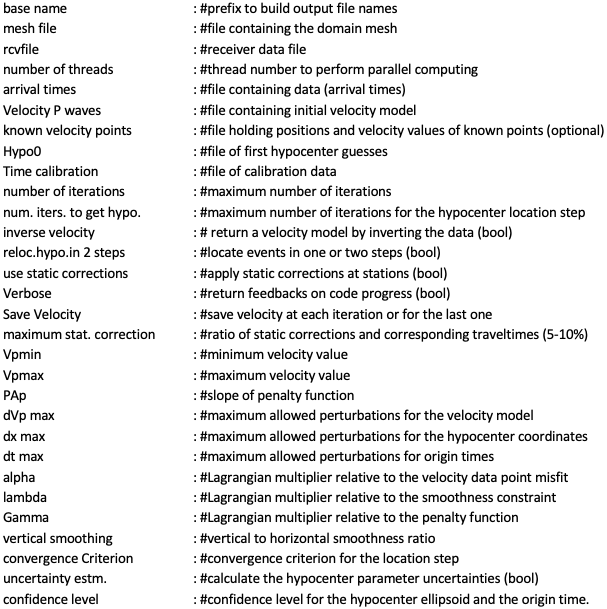 base name : #prefix to build output file names
mesh file : #file containing the domain mesh
rcvfile : #receiver data file
number of threads : #thread number to perform parallel computing
arrival times : #file containing data (arrival times)
Velocity P waves : #file containing initial velocity model
known velocity points : #file holding positions and velocity values of known points (optional)
Hypo0 : #file of first hypocenter guesses
Time calibration : #file of calibration data
number of iterations : #maximum number of iterations
num. iters. to get hypo. : #maximum number of iterations for the hypocenter location step
inverse velocity : # return a velocity model by inverting the data (bool)
reloc.hypo.in 2 steps : #locate events in one or two steps (bool)
use static corrections : #apply static corrections at stations (bool)
Verbose : #return feedbacks on code progress (bool)
Save Velocity : #save velocity at each iteration or for the last one
maximum stat. correction : #ratio of static corrections and corresponding traveltimes (5-10%)
Vpmin : #minimum velocity value
Vpmax : #maximum velocity value
PAp : #slope of penalty function
dVp max : #maximum allowed perturbations for the velocity model
dx max : #maximum allowed perturbations for the hypocenter coordinates
dt max : #maximum allowed perturbations for origin times
alpha : #Lagrangian multiplier relative to the velocity data point misfit
lambda : #Lagrangian multiplier relative to the smoothness constraint
Gamma : #Lagrangian multiplier relative to the penalty function
vertical smoothing : #vertical to horizontal smoothness ratio
convergence Criterion : #convergence criterion for the location step
uncertainty estm. : #calculate the hypocenter parameter uncertainties (bool)
confidence level : #confidence level for the hypocenter ellipsoid and the origin time.